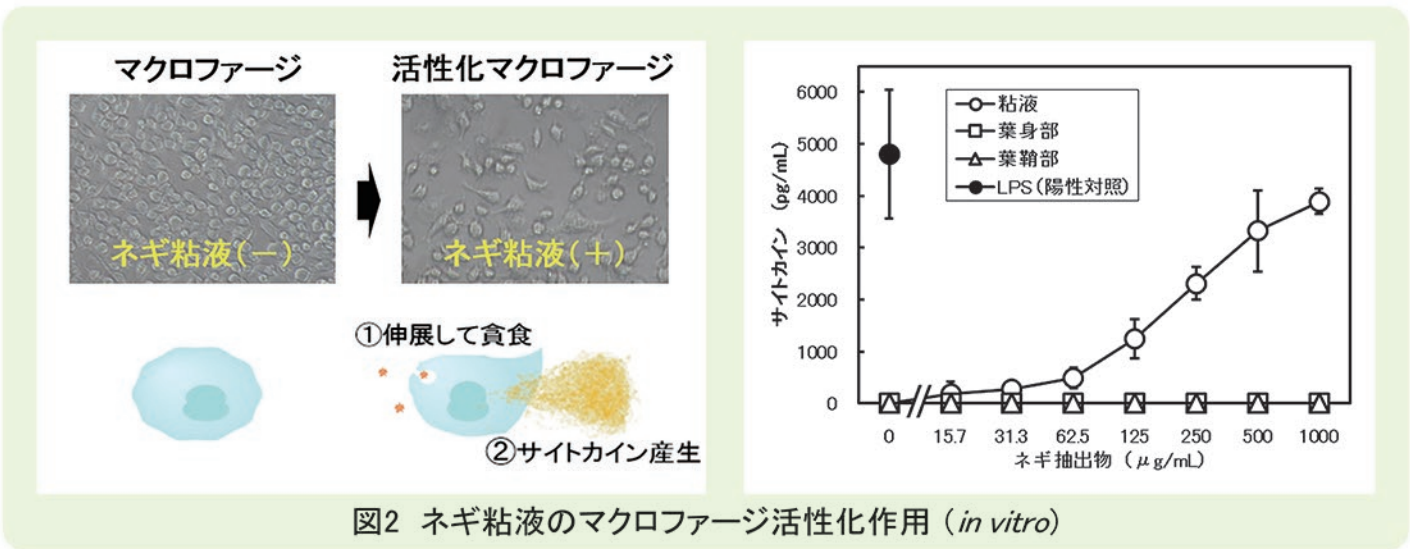 マクロファージ
活性化マクロファージ
ネギ粘液(－)
ネギ粘液(＋)
①伸展して貪食
②サイトカイン産生
サイトカイン (pg/mL)
6000
5000
4000
3000
2000
1000
0
粘液
葉身部
葉鞘部
LPS(陽性対照)
0 15.7 31.3 62.5 125 250 500 1000
ネギ抽出物 (μg/mL)
図2 ネギ粘液のマクロファージ活性化作用 (in vitro)